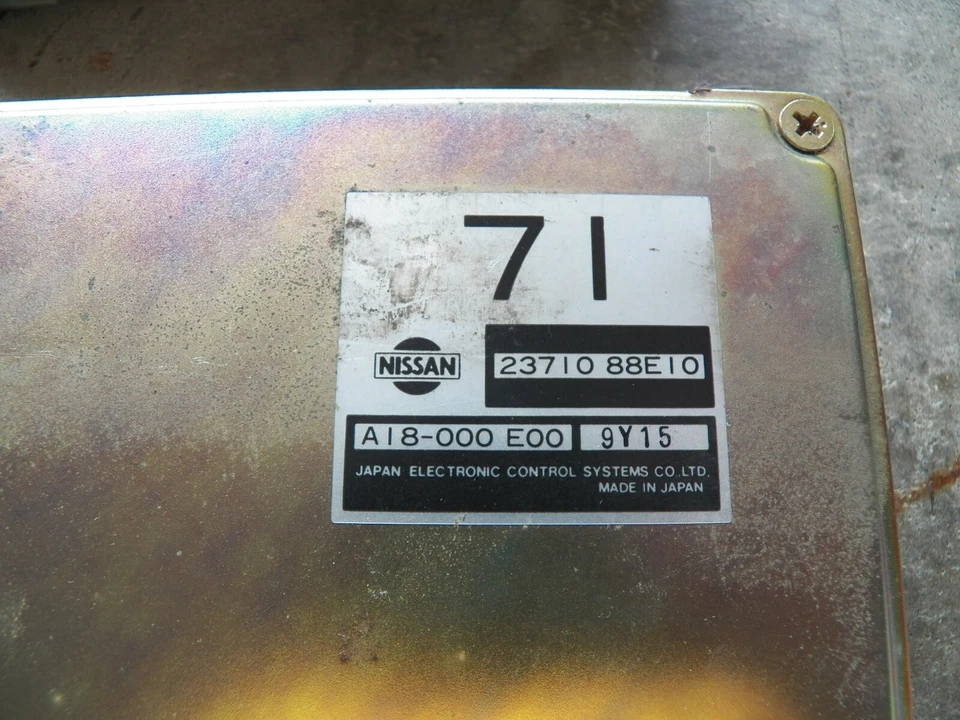 71
NISSAN
23710 88E10
A18-000 E00 9Y15
JAPAN ELECTRONIC CONTROL SYSTEMS CO.LTD.
MADE IN JAPAN